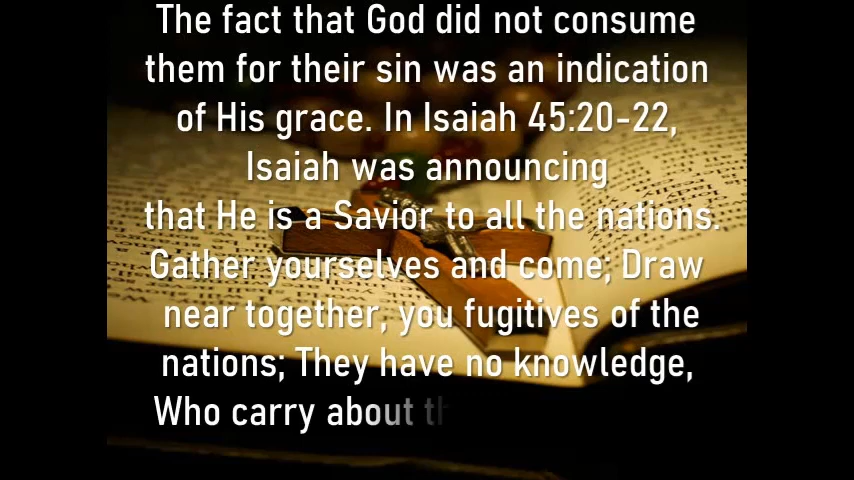 The fact that God did not consume
them for their sin was an indication
of His grace. In Isaiah 45:20-22,
Isaiah was announcing
that He is a Savior to all the nations.
Gather yourselves and come; Draw
near together, you fugitives of the
nations; They have no knowledge,
Who carry about